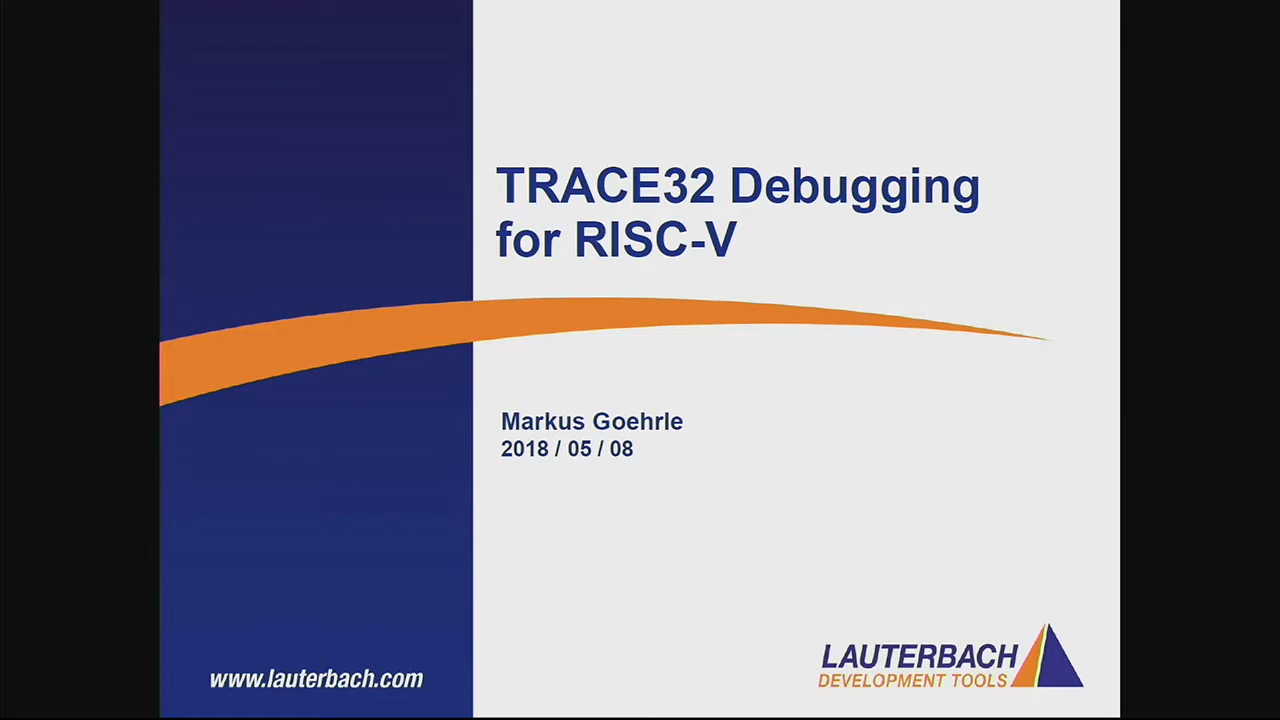 TRACE32 Debugging
for RISC-V
Markus Goehrle
2018 / 05 / 08
www.lauterbach.com
LAUTERBACH
DEVELOPMENT TOOLS